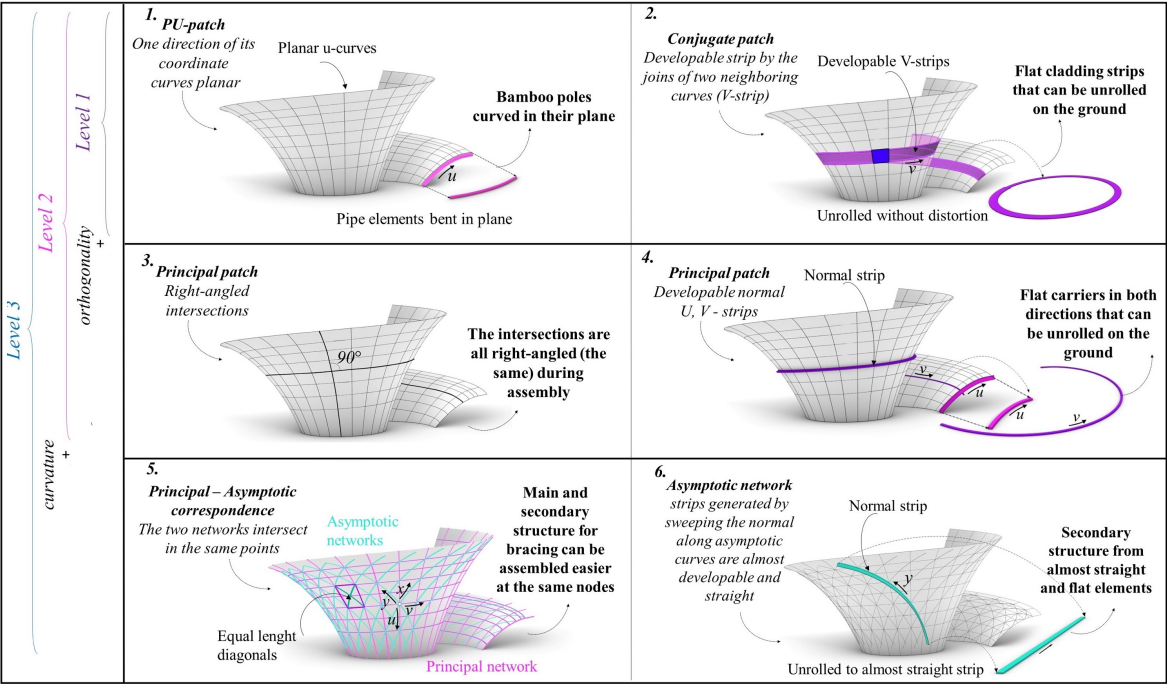 Level 3
Level 2
Level 1
orthogonality
+
curvature
+
1.
PU-patch
One direction of its
coordinate
curves planar
Planar u-curves
Bamboo poles
curved in their plane
u
Pipe elements bent in plane
2.
Conjugate patch
Developable strip by the
joins of two neighboring
curves (V-strip)
Developable V-strips
Flat cladding strips
that can be unrolled
on the ground
v
Unrolled without distortion
3.
Principal patch
Right-angled
intersections
90°
The intersections are
all right-angled (the
same) during
assembly
4.
Principal patch
Developable normal
U, V - strips
Normal strip
Flat carriers in both
directions that can
be unrolled on the
ground
v
u
u
v
5.
Principal – Asymptotic
correspondence
The two networks intersect
in the same points
Asymptotic
networks
Main and
secondary
structure for
bracing can be
assembled easier
at the same nodes
x
y
v
u
Equal lenght
diagonals
Principal network
6.
Asymptotic network
strips generated by
sweeping the normal
along asymptotic
curves are almost
developable and
straight
Normal strip
y
Secondary
structure from
almost straight
and flat elements
Unrolled to almost straight strip